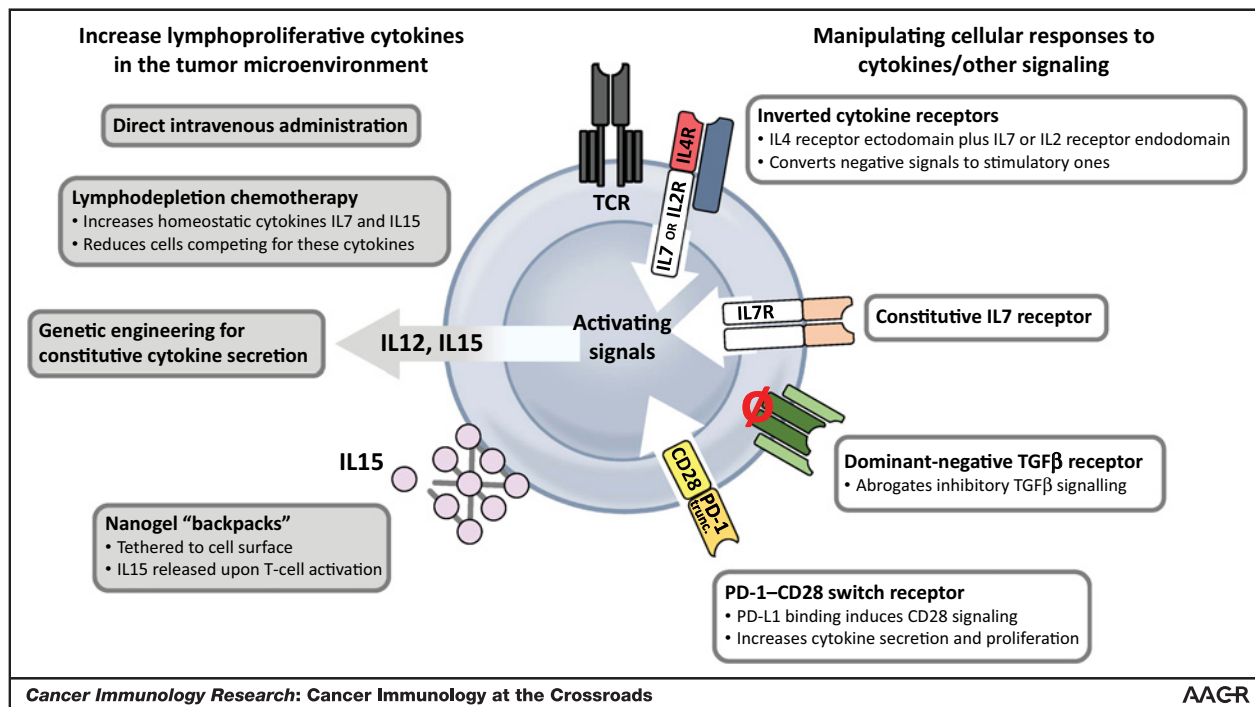 Increase lymphoproliferative cytokines
in the tumor microenvironment
Direct intravenous administration
Lymphodepletion chemotherapy
• Increases homeostatic cytokines IL7 and IL15
• Reduces cells competing for these cytokines
Genetic engineering for
constitutive cytokine secretion
IL12, IL15
IL15
Nanogel “backpacks”
• Tethered to cell surface
• IL15 released upon T-cell activation
TCR
IL4R
IL7 OR IL2R
Activating
signals
IL7R
Ø
CD28
PD-1
trunc.
Manipulating cellular responses to
cytokines/other signaling
Inverted cytokine receptors
• IL4 receptor ectodomain plus IL7 or IL2 receptor endodomain
• Converts negative signals to stimulatory ones
Constitutive IL7 receptor
Dominant-negative TGFβ receptor
• Abrogates inhibitory TGFβ signalling
PD-1–CD28 switch receptor
• PD-L1 binding induces CD28 signaling
• Increases cytokine secretion and proliferation
Cancer Immunology Research: Cancer Immunology at the Crossroads
AACR